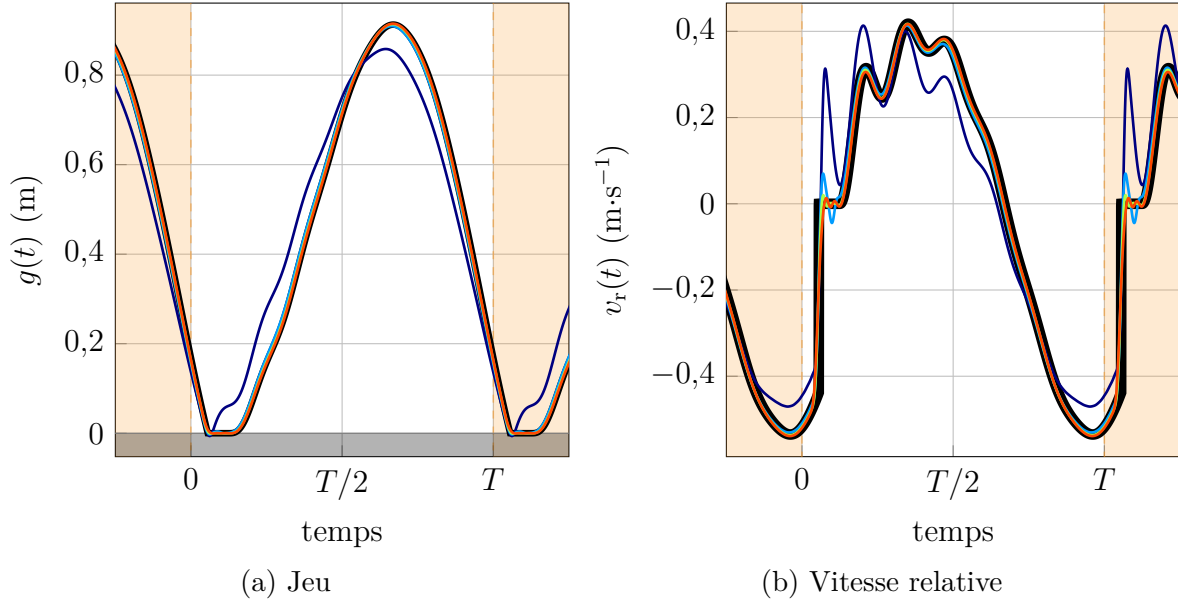 0,8
0,6
0,4
0,2
0
g(t) (m)
0
T/2
T
temps
(a) Jeu
0,4
0,2
0
−0,2
−0,4
v_r(t) (m·s⁻¹)
0
T/2
T
temps
(b) Vitesse relative